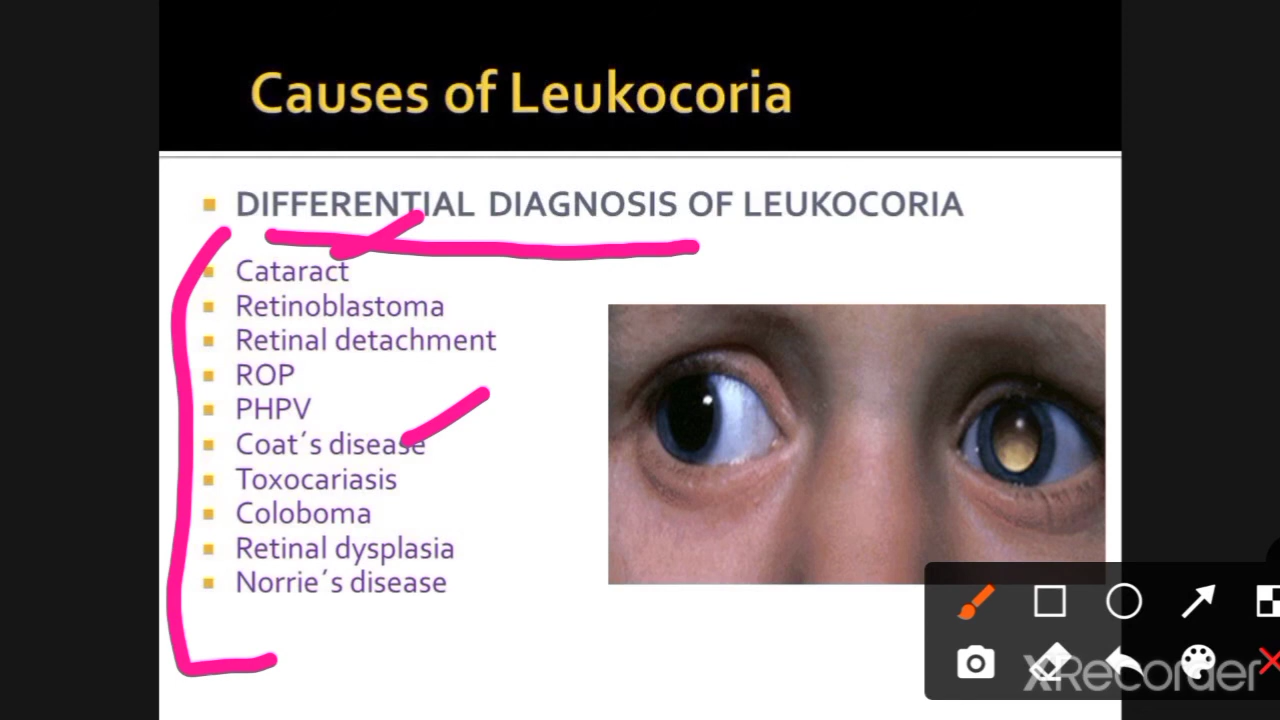 Causes of Leukocoria
DIFFERENTIAL DIAGNOSIS OF LEUKOCORIA
Cataract
Retinoblastoma
Retinal detachment
ROP
PHPV
Coat´s disease
Toxocariasis
Coloboma
Retinal dysplasia
Norrie´s disease
XRecorder